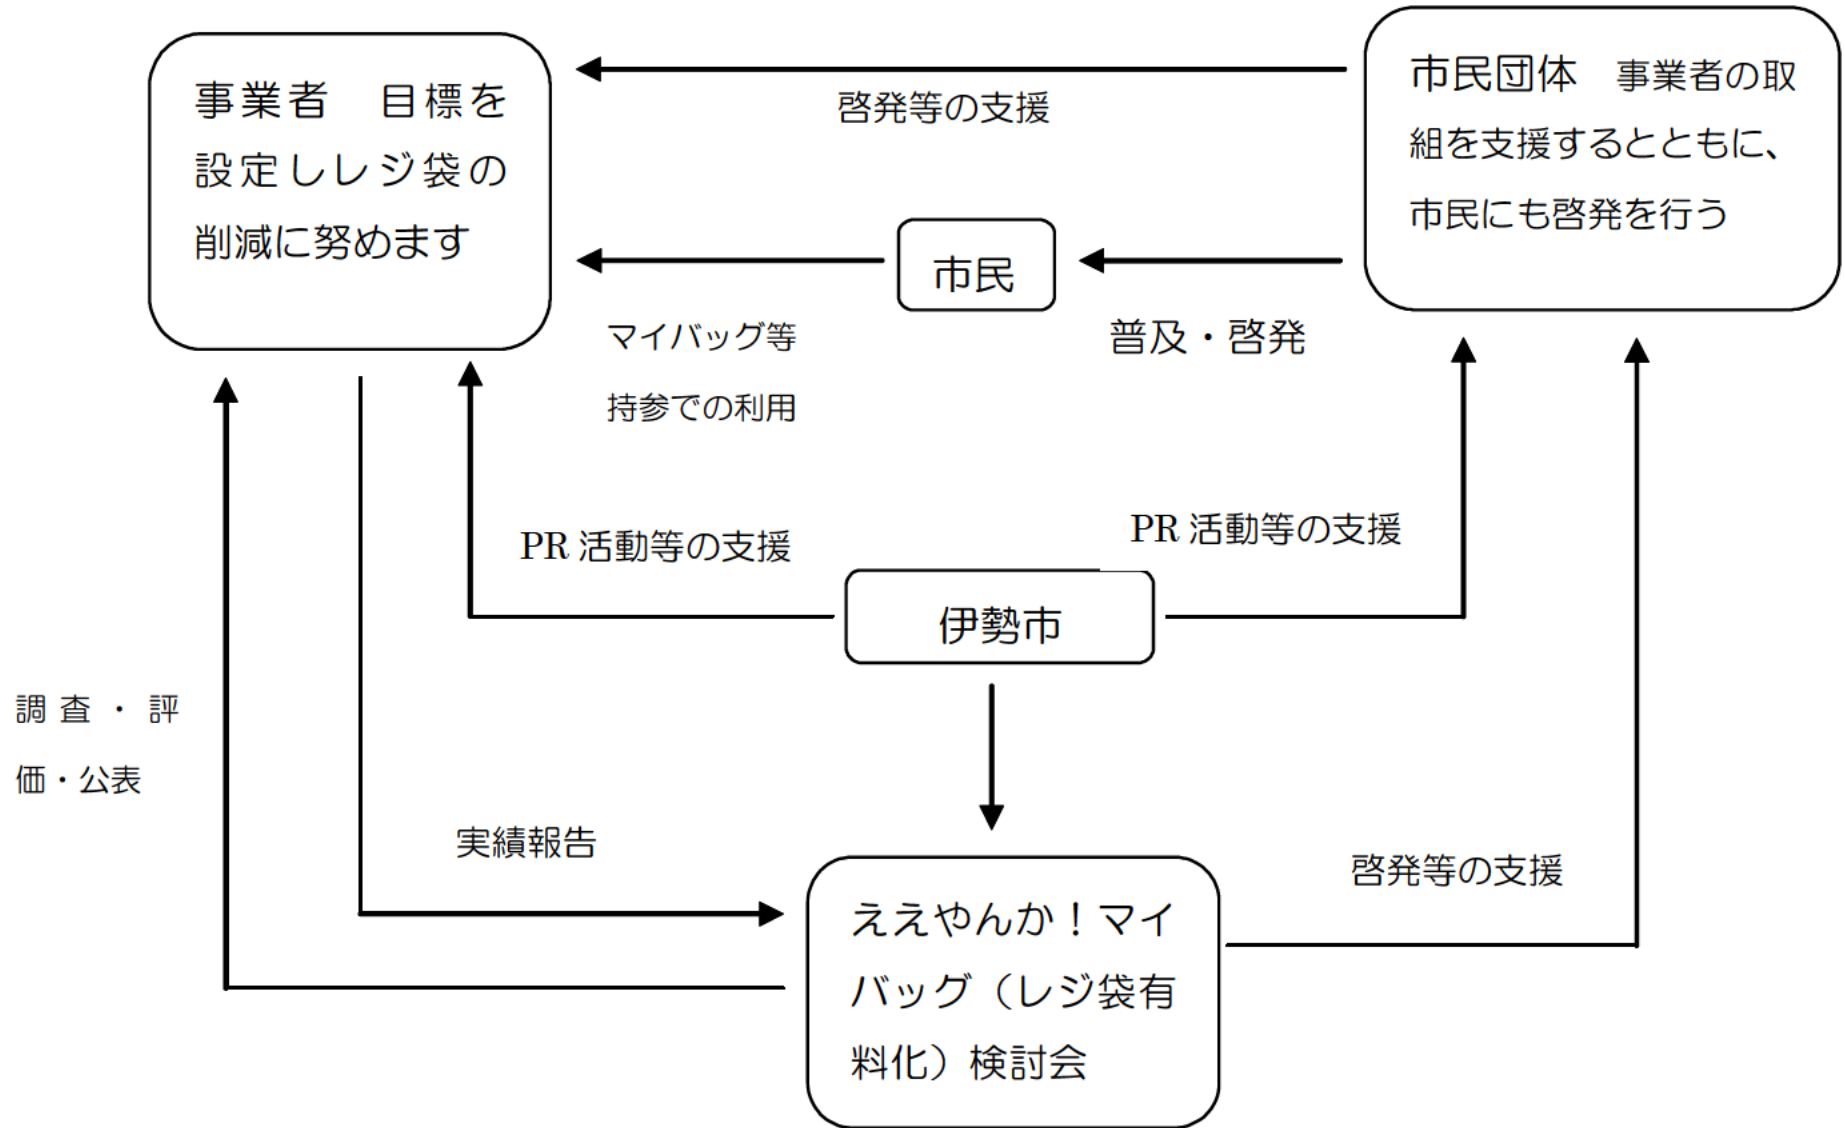 事業者　目標を
設定しレジ袋の
削減に努めます
啓発等の支援
市民団体　事業者の取
組を支援するとともに、
市民にも啓発を行う
市民
マイバッグ等
持参での利用
普及・啓発
PR 活動等の支援
PR 活動等の支援
伊勢市
調査・評
価・公表
実績報告
啓発等の支援
ええやんか！マイ
バッグ（レジ袋有
料化）検討会